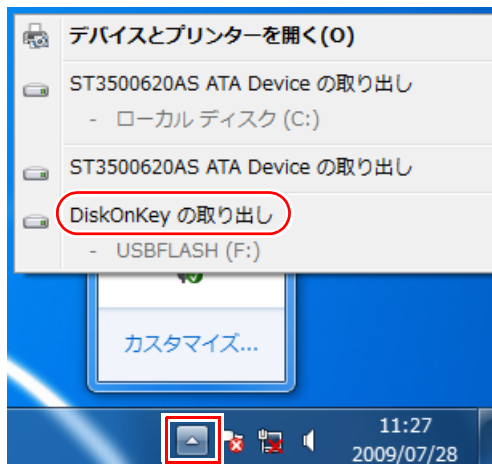 デバイスとプリンターを開く(O)
ST3500620AS ATA Device の取り出し
- ローカル ディスク (C:)
ST3500620AS ATA Device の取り出し
DiskOnKey の取り出し
- USBFLASH (F:)
カスタマイズ...
11:27
2009/07/28